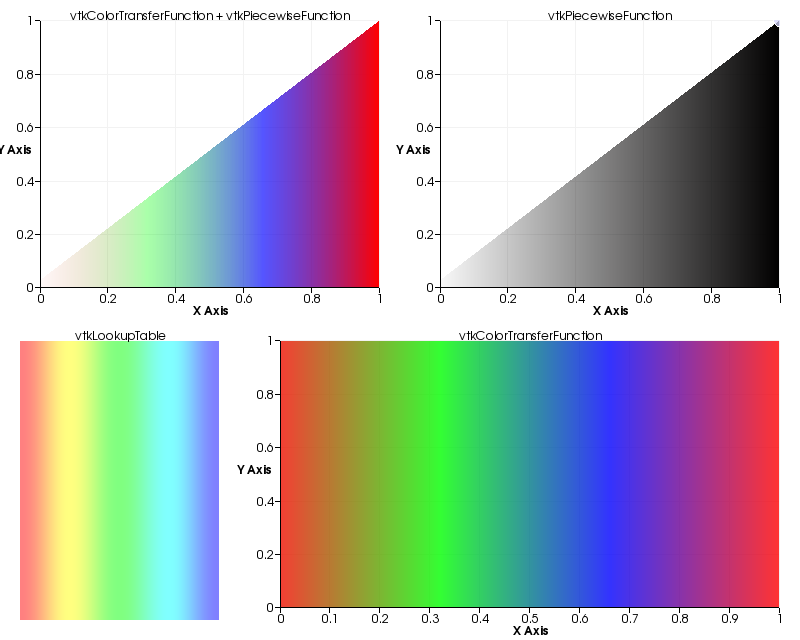 vtkColorTransferFunction + vtkPiecewiseFunction
1
0.8
0.6
Y Axis
0.4
0.2
0
0 0.2 0.4 0.6 0.8 1
X Axis
vtkPiecewiseFunction
1
0.8
0.6
Y Axis
0.4
0.2
0
0 0.2 0.4 0.6 0.8 1
X Axis
vtkLookupTable
vtkColorTransferFunction
1
0.8
0.6
Y Axis
0.4
0.2
0
0 0.1 0.2 0.3 0.4 0.5 0.6 0.7 0.8 0.9 1
X Axis